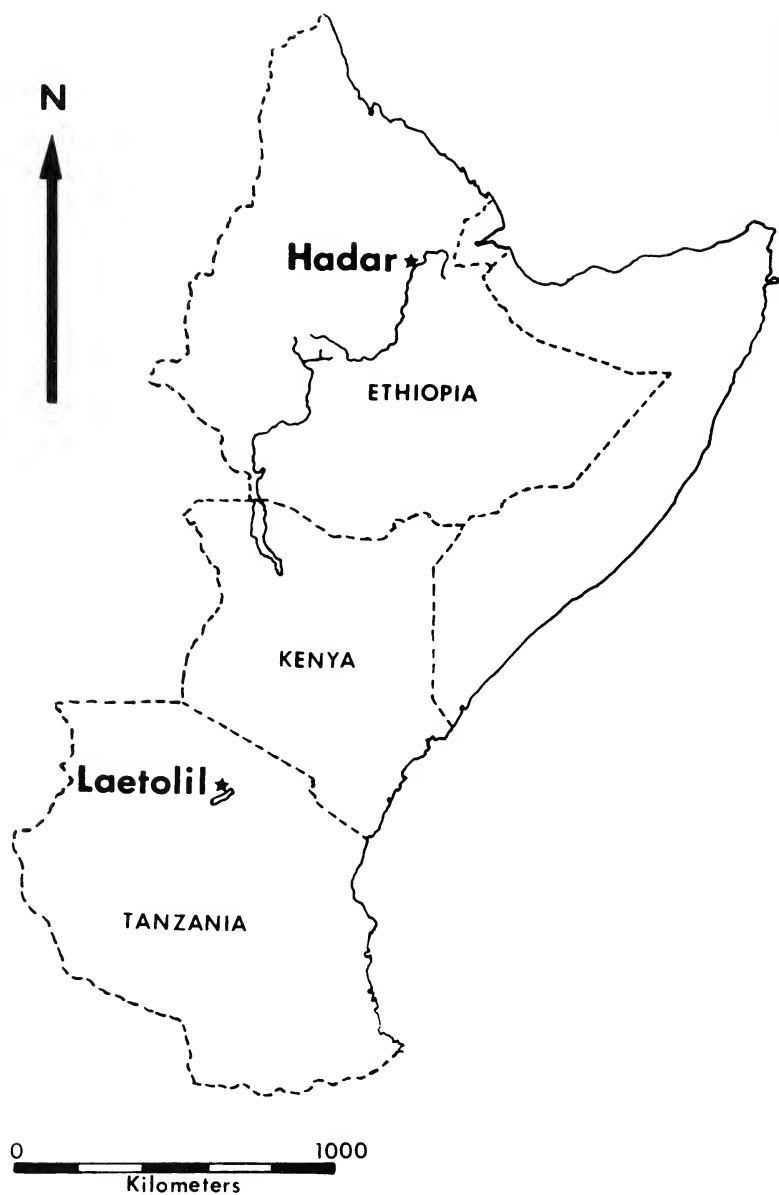 N
Hadar
ETHIOPIA
KENYA
Laetolil
TANZANIA
0 1000
Kilometers